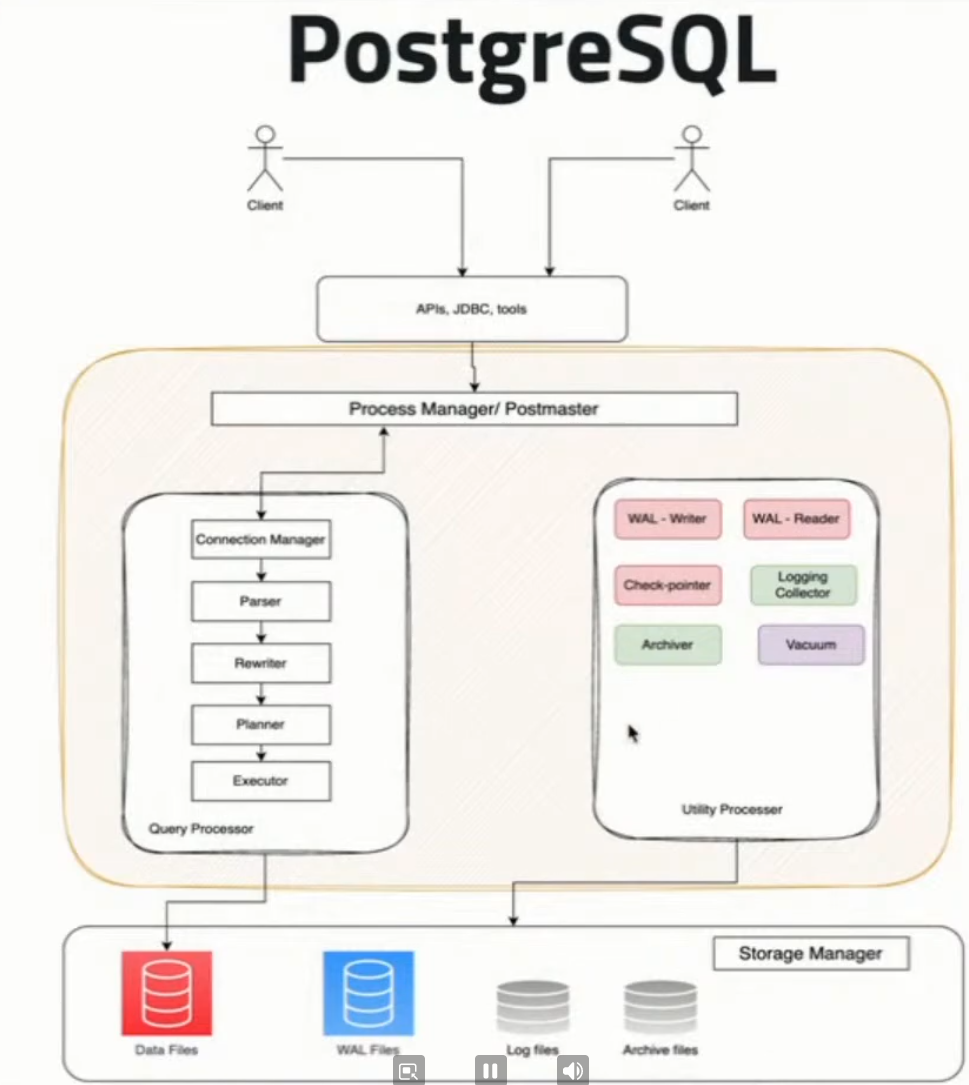 PostgreSQL
Client
Client
APIs, JDBC, tools
Process Manager/ Postmaster
Connection Manager
Parser
Rewriter
Planner
Executor
Query Processor
WAL - Writer
WAL - Reader
Check-pointer
Logging
Collector
Archiver
Vacuum
Utility Processer
Storage Manager
Data Files
WAL Files
Log files
Archive files